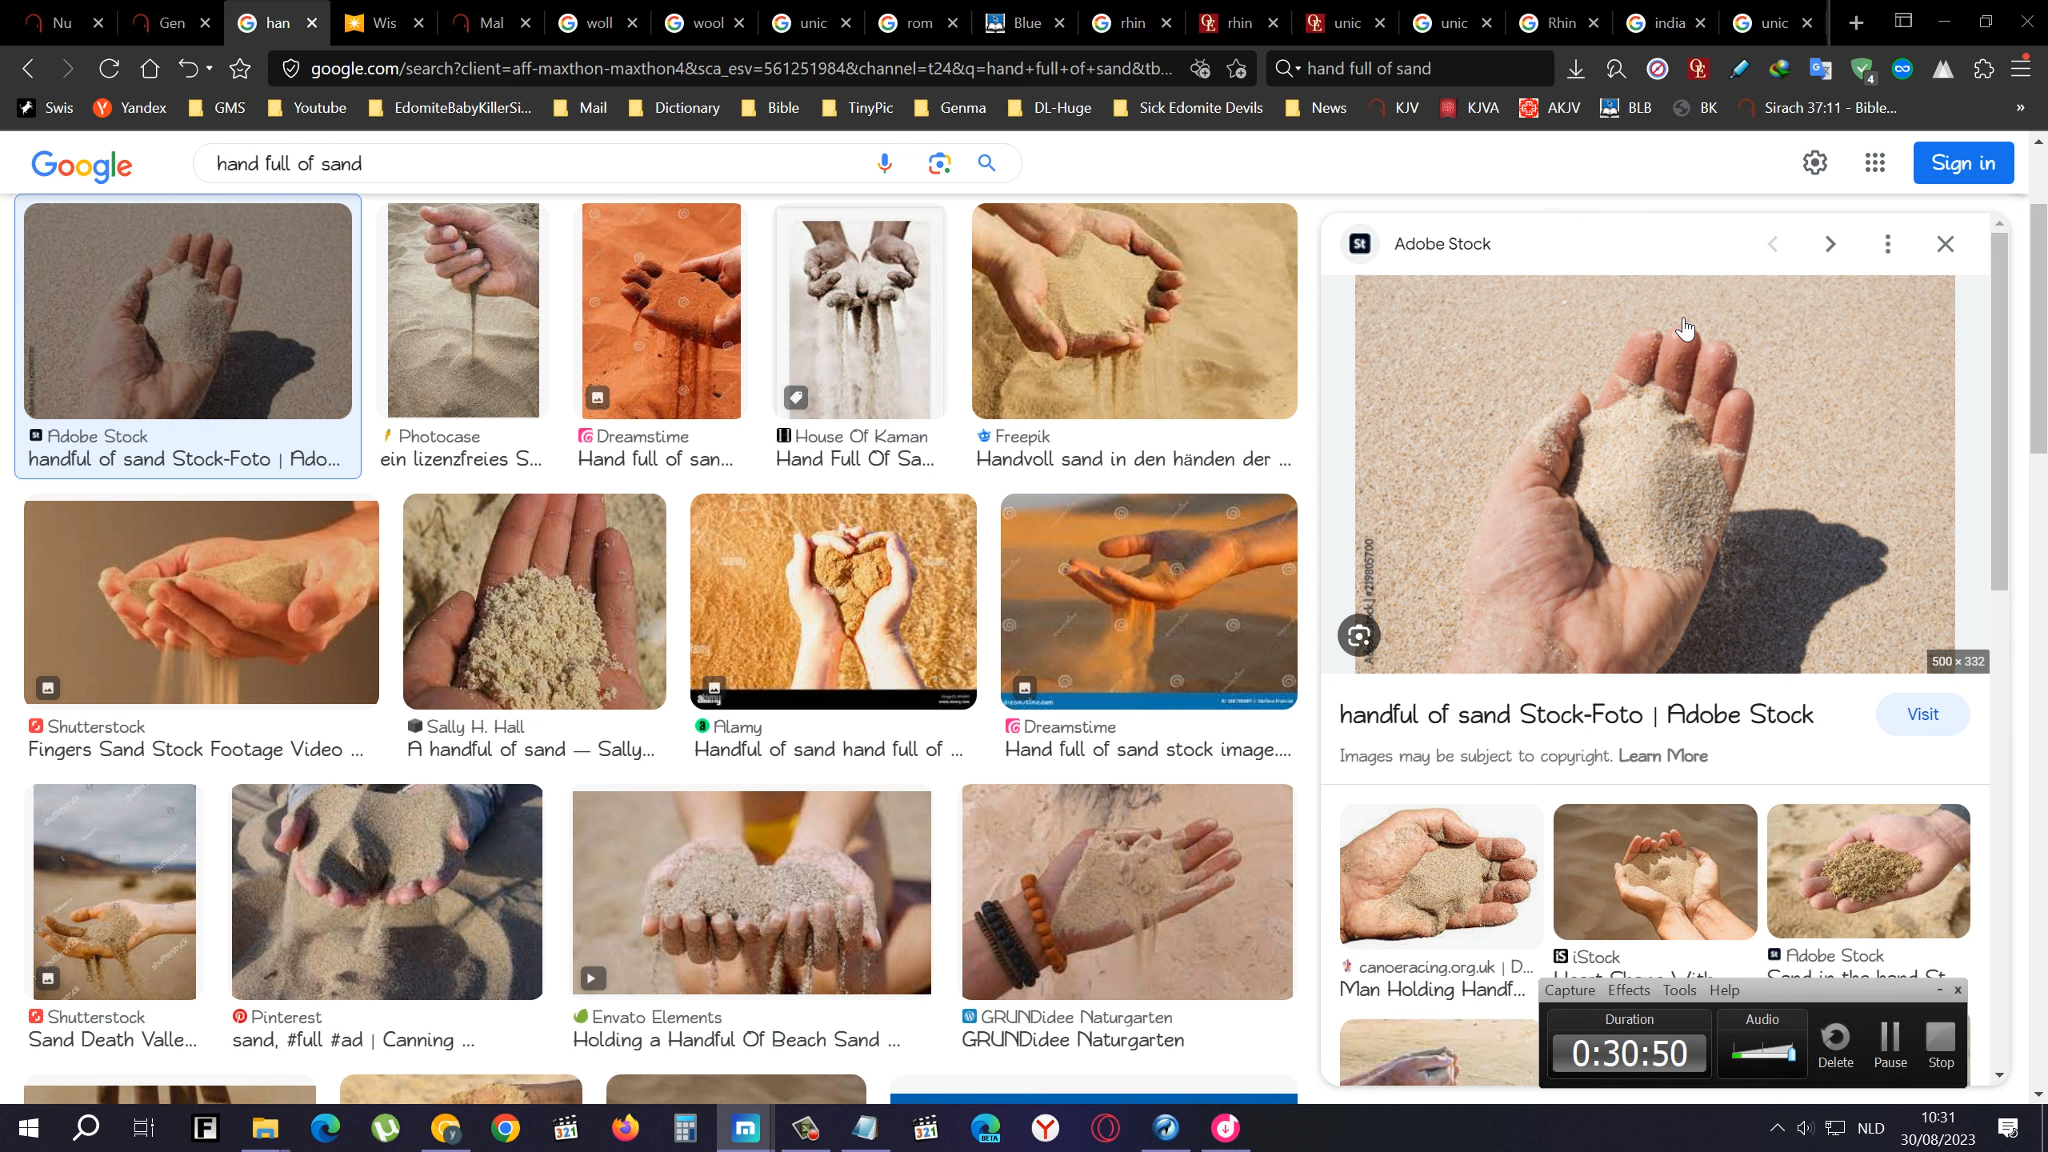 Nu
Gen
han
Wis
Mal
woll
wool
unic
rom
Blue
rhin
rhin
unic
unic
Rhin
india
unic
google.com/search?client=aff-maxthon-maxthon4&sca_esv=561251984&channel=t24&q=hand+full+of+sand&tb...
hand full of sand
4
Swis
Yandex
GMS
Youtube
EdomiteBabyKillerSi...
Mail
Dictionary
Bible
TinyPic
Genma
DL-Huge
Sick Edomite Devils
News
KJV
KJVA
AKJV
BLB
BK
Sirach 37:11 - Bible...
»
Google
hand full of sand
Sign in
Adobe Stock
handful of sand Stock-Foto | Ado...
Photocase
ein lizenzfreies S...
Dreamstime
Hand full of san...
House Of Kaman
Hand Full Of Sa...
Freepik
Handvoll sand in den händen der ...
Shutterstock
Fingers Sand Stock Footage Video ...
Sally H. Hall
A handful of sand — Sally...
Alamy
Handful of sand hand full of ...
Dreamstime
Hand full of sand stock image....
Shutterstock
Sand Death Valle...
Pinterest
sand, #full #ad | Canning ...
Envato Elements
Holding a Handful Of Beach Sand ...
GRUNDidee Naturgarten
GRUNDidee Naturgarten
St
Adobe Stock
500 × 332
handful of sand Stock-Foto | Adobe Stock
Visit
Images may be subject to copyright. Learn More
canoeracing.org.uk | D...
Man Holding Handf...
iStock
Heart Shape With
Adobe Stock
Sand in the hand St
Capture Effects Tools Help
Duration
0:30:50
Audio
Delete
Pause
Stop
NLD
10:31
30/08/2023